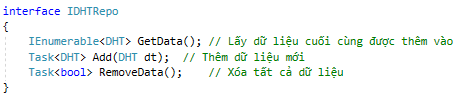 interface IDHTRepo
{
IEnumerable<DHT> GetData(); // Lấy dữ liệu cuối cùng được thêm vào
Task<DHT> Add(DHT dt); // Thêm dữ liệu mới
Task<bool> RemoveData(); // Xóa tất cả dữ liệu
}